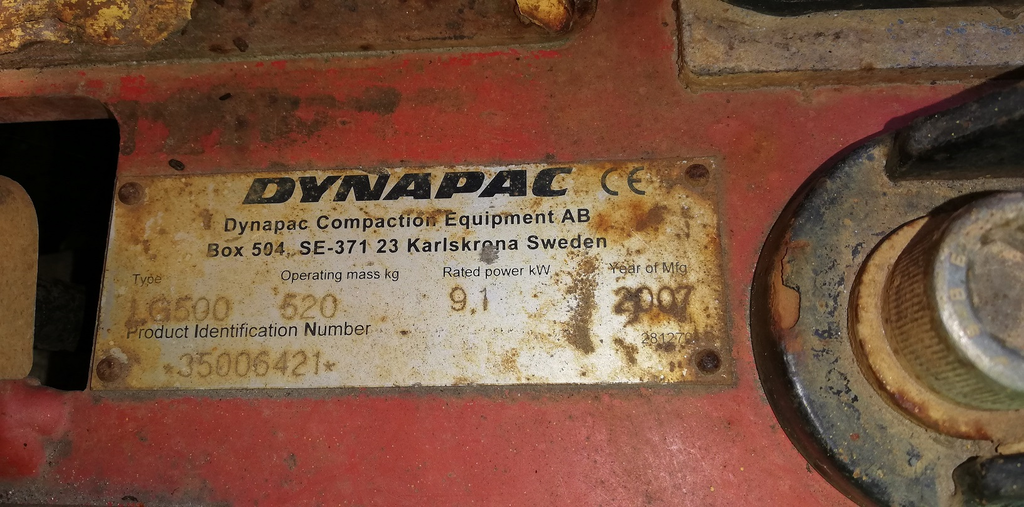 DYNAPAC CE
Dynapac Compaction Equipment AB
Box 504, SE-371 23 Karlskrona Sweden
Type Operating mass kg Rated power kW Year of Mfg
LG500 520 9,1 2007
Product Identification Number
*35006421*